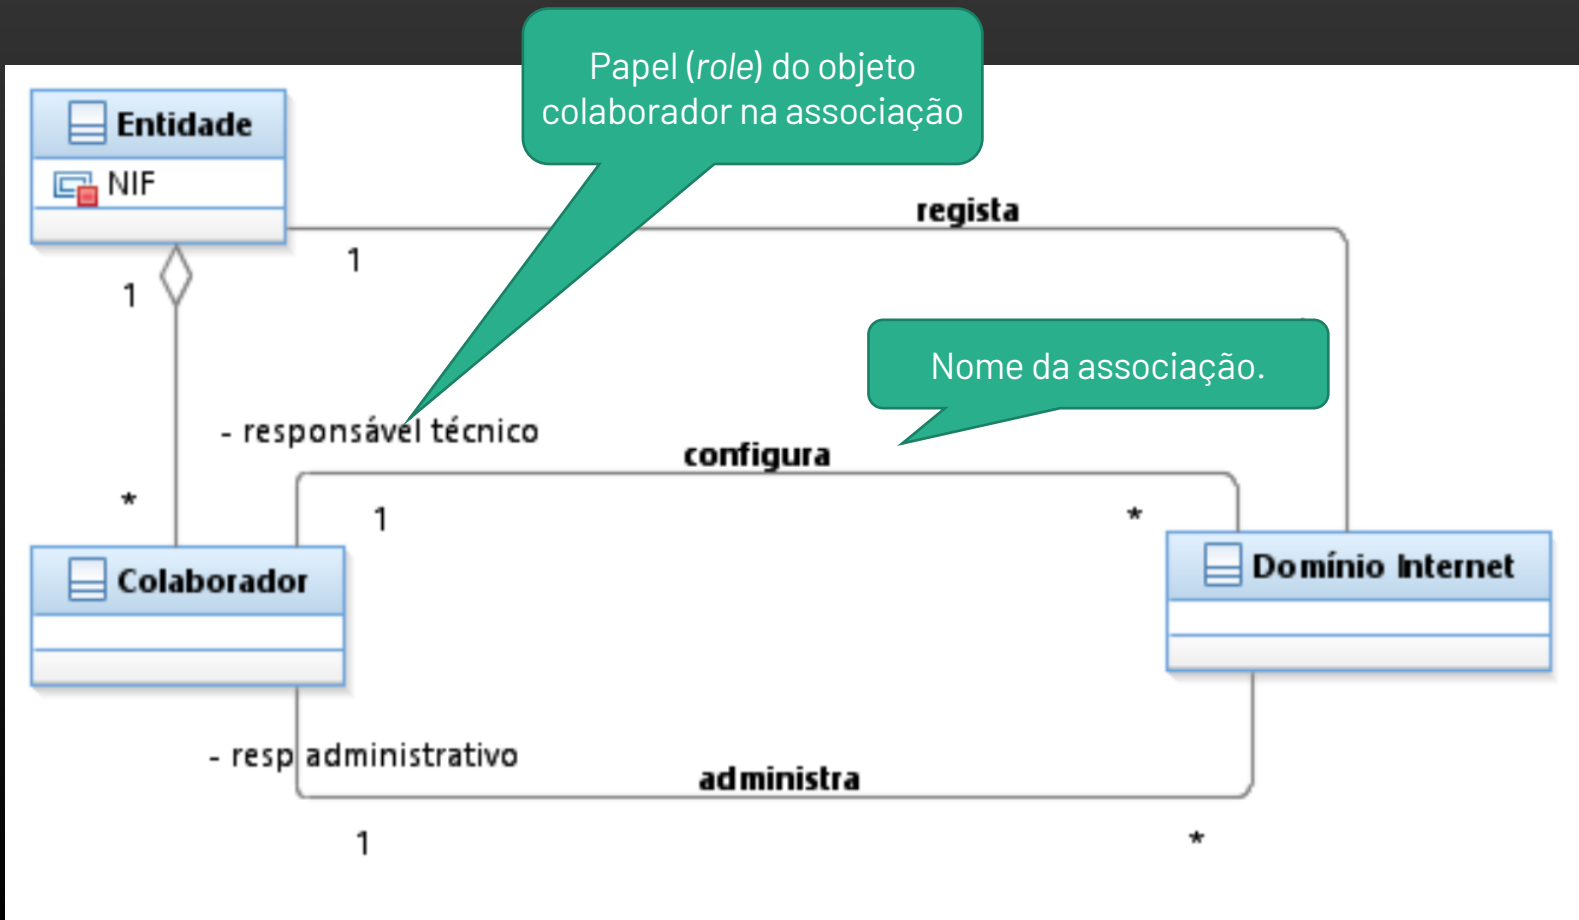 Papel (role) do objeto
colaborador na associação
Entidade
NIF
regista
1
1
Nome da associação.
- responsável técnico
configura
*
1
*
Colaborador
Domínio Internet
- resp administrativo
administra
1
*